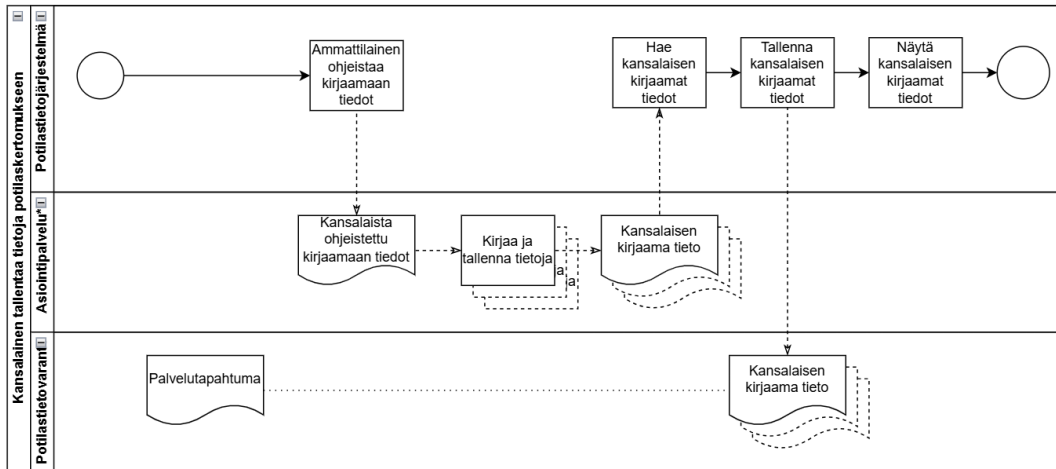 Kansalainen tallentaa tietoja potilaskertomukseen
Potilastietojärjestelmä
Ammattilainen
ohjeistaa
kirjaamaan
tiedot
Hae
kansalaisen
kirjaamat
tiedot
Tallenna
kansalaisen
kirjaamat
tiedot
Näytä
kansalaisen
kirjaamat
tiedot
Asiointipalvelu*
Kansalaista
ohjeistettu
kirjaamaan tiedot
Kirjaa ja
tallenna tietoja
a
a
Kansalaisen
kirjaama tieto
Potilastietovaranto
Palvelutapahtuma
Kansalaisen
kirjaama tieto